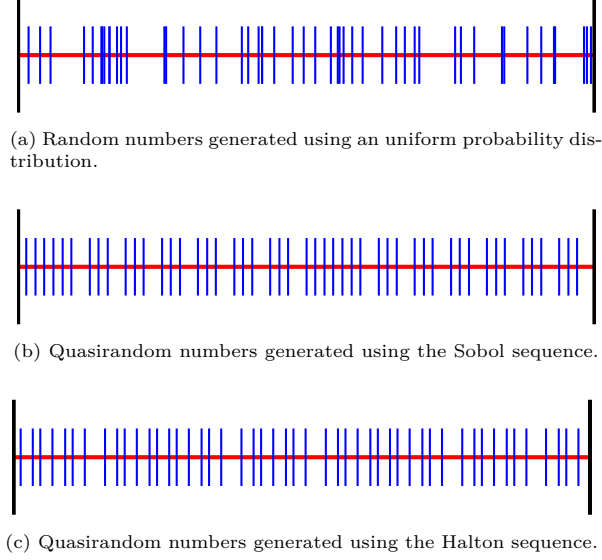 (a) Random numbers generated using an uniform probability dis-
tribution.
(b) Quasirandom numbers generated using the Sobol sequence.
(c) Quasirandom numbers generated using the Halton sequence.